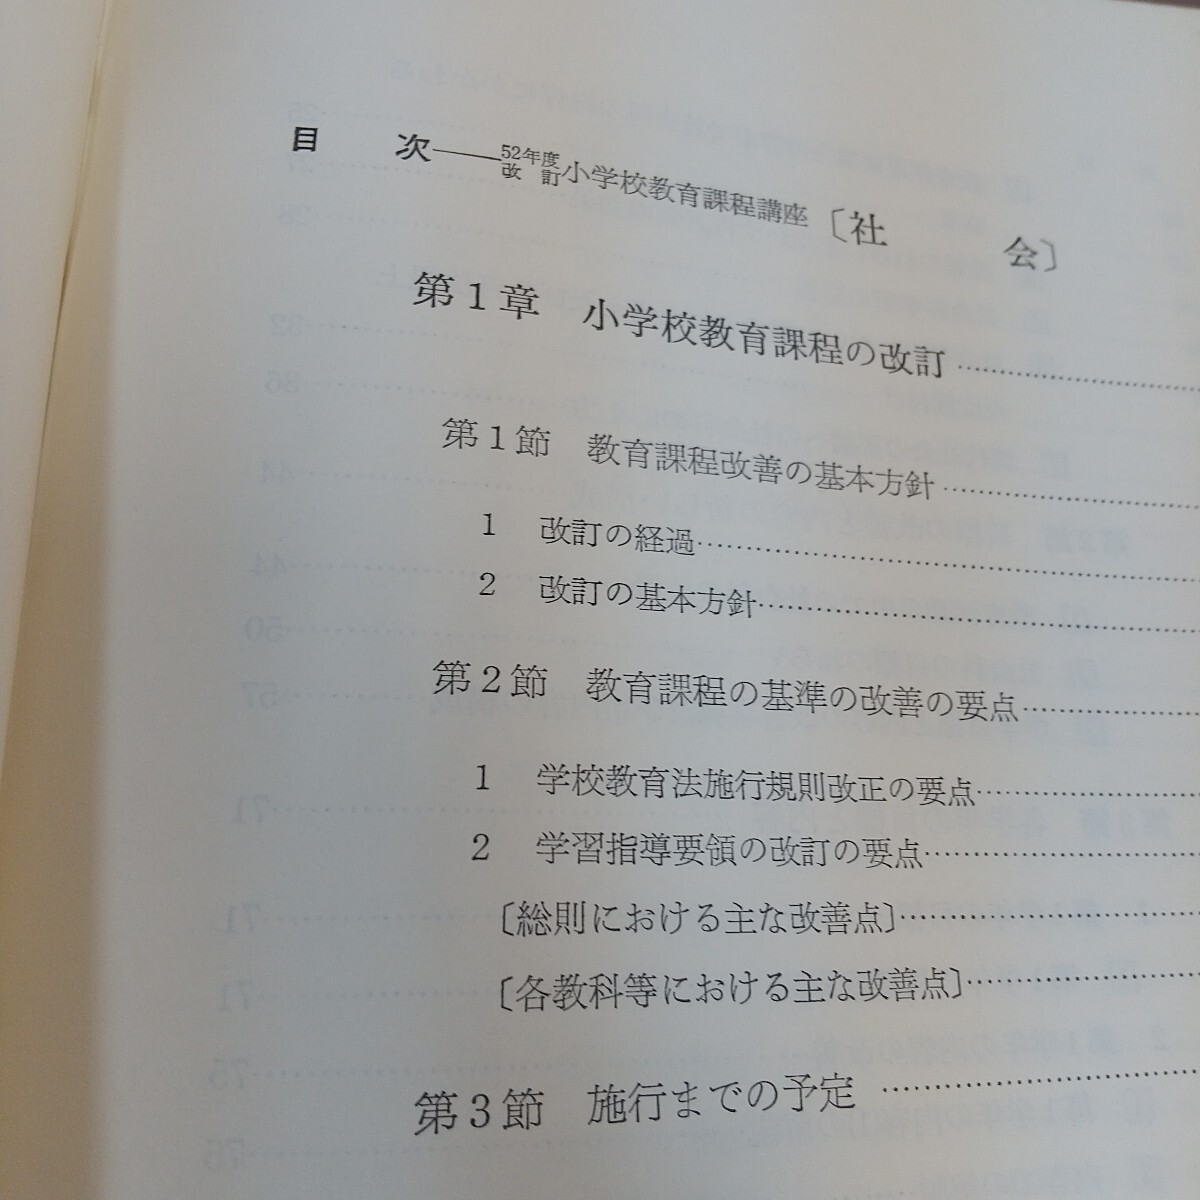 目　次――52年度改訂小学校教育課程講座〔社　会〕
第1章　小学校教育課程の改訂
第1節　教育課程改善の基本方針
1　改訂の経過
2　改訂の基本方針
第2節　教育課程の基準の改善の要点
1　学校教育法施行規則改正の要点
2　学習指導要領の改訂の要点
〔総則における主な改善点〕
〔各教科等における主な改善点〕
第3節　施行までの予定